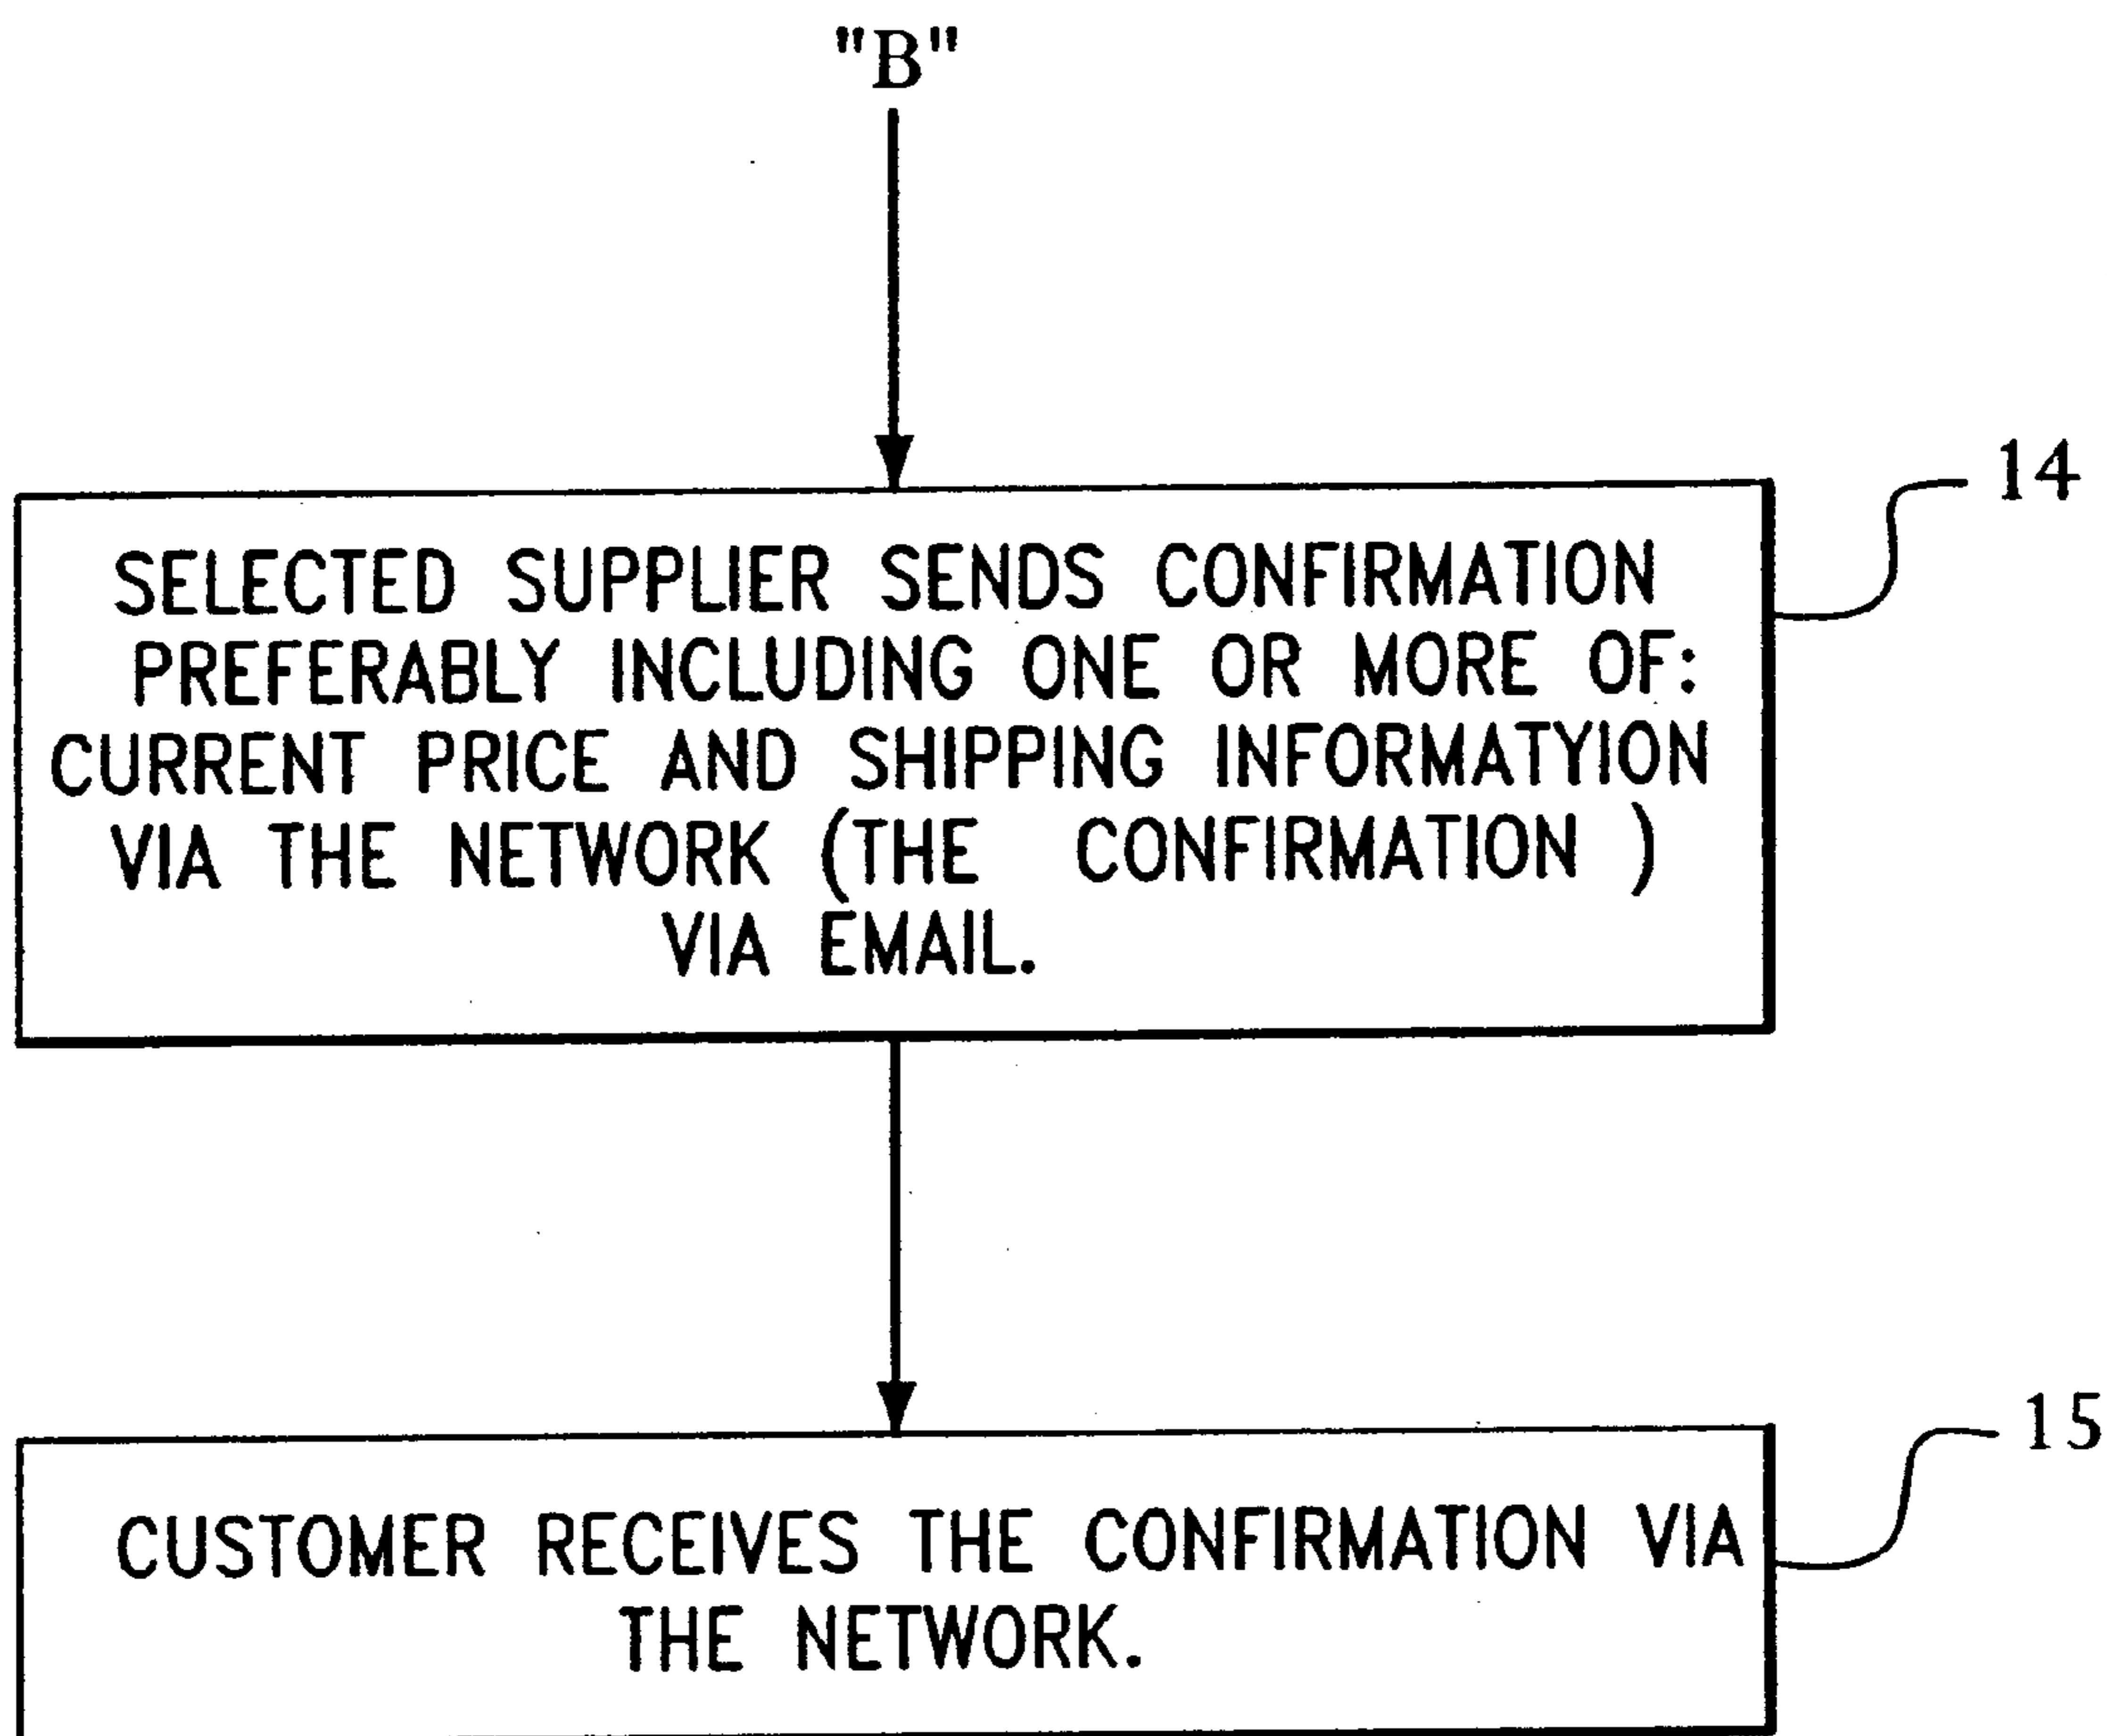 "B"
14
SELECTED SUPPLIER SENDS CONFIRMATION
PREFERABLY INCLUDING ONE OR MORE OF:
CURRENT PRICE AND SHIPPING INFORMATYION
VIA THE NETWORK (THE CONFIRMATION )
VIA EMAIL.
15
CUSTOMER RECEIVES THE CONFIRMATION VIA
THE NETWORK.